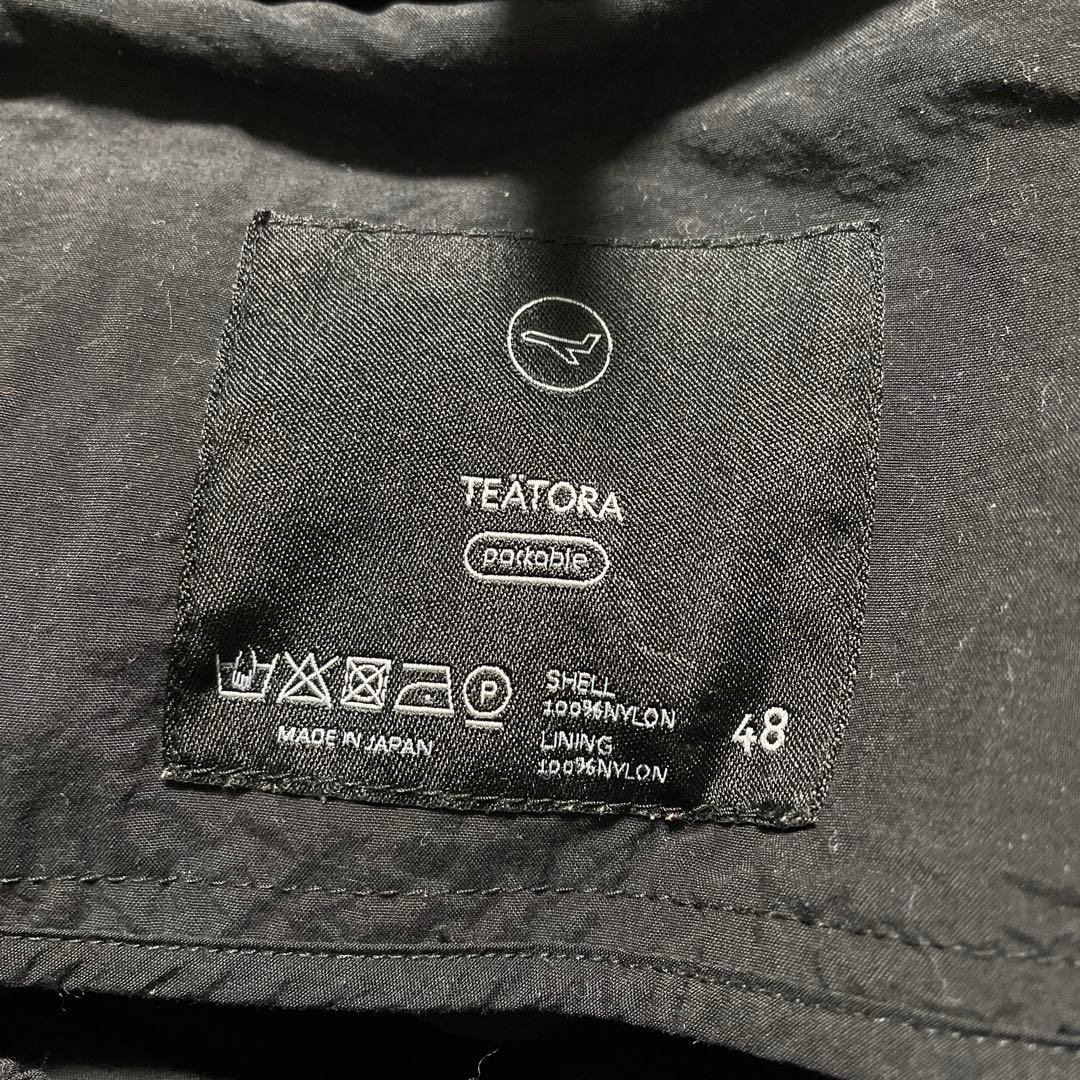 TEÄTORA
packable
P
SHELL
100%NYLON
LINING
100%NYLON
48
MADE IN JAPAN